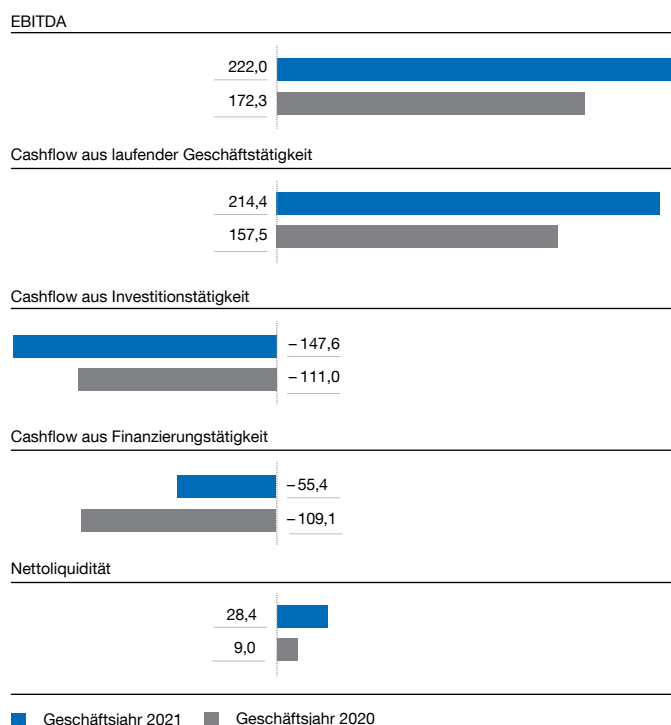 EBITDA
222,0
172,3
Cashflow aus laufender Geschäftstätigkeit
214,4
157,5
Cashflow aus Investitionstätigkeit
– 147,6
– 111,0
Cashflow aus Finanzierungstätigkeit
– 55,4
– 109,1
Nettoliquidität
28,4
9,0
Geschäftsjahr 2021 Geschäftsjahr 2020